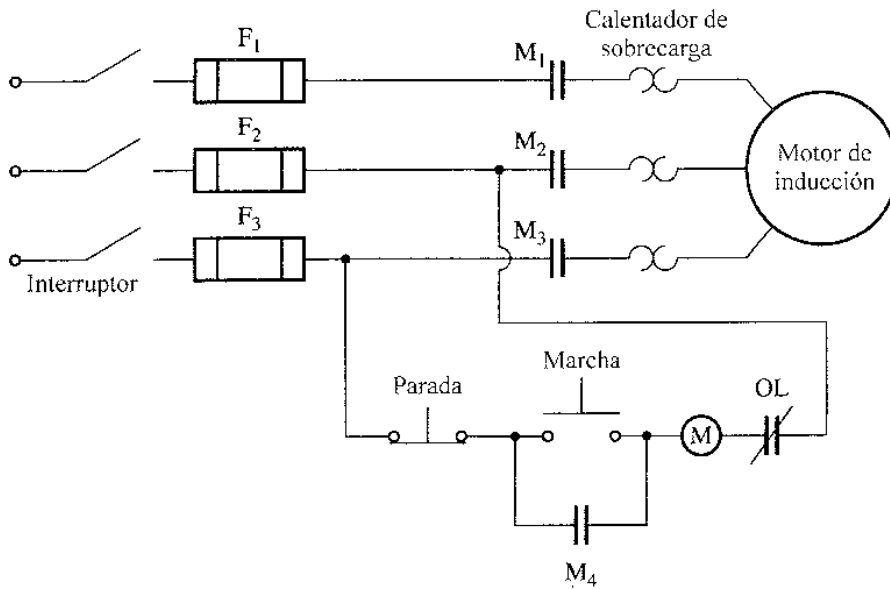 Calentador de
sobrecarga
F₁
M₁
F₂
M₂
Motor de
inducción
F₃
M₃
Interruptor
Marcha
Parada
OL
M
M₄